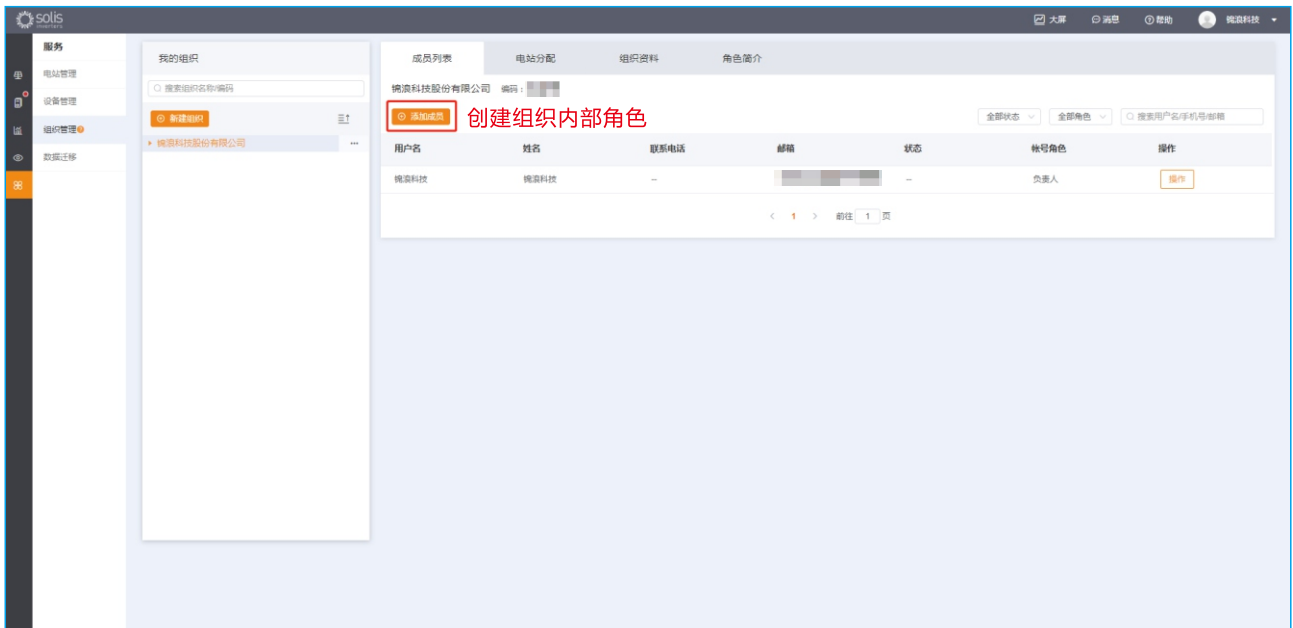 solis
inverters
大屏 消息 帮助 锦浪科技
服务
电站管理
设备管理
组织管理
数据迁移
我的组织
搜索组织名称/编码
新建组织
锦浪科技股份有限公司 ...
成员列表 电站分配 组织资料 角色简介
锦浪科技股份有限公司 编码:
添加成员 创建组织内部角色 全部状态 全部角色 搜索用户名/手机号/邮箱
用户名 姓名 联系电话 邮箱 状态 帐号角色 操作
锦浪科技 锦浪科技 -- -- 负责人 操作
< 1 > 前往 1 页